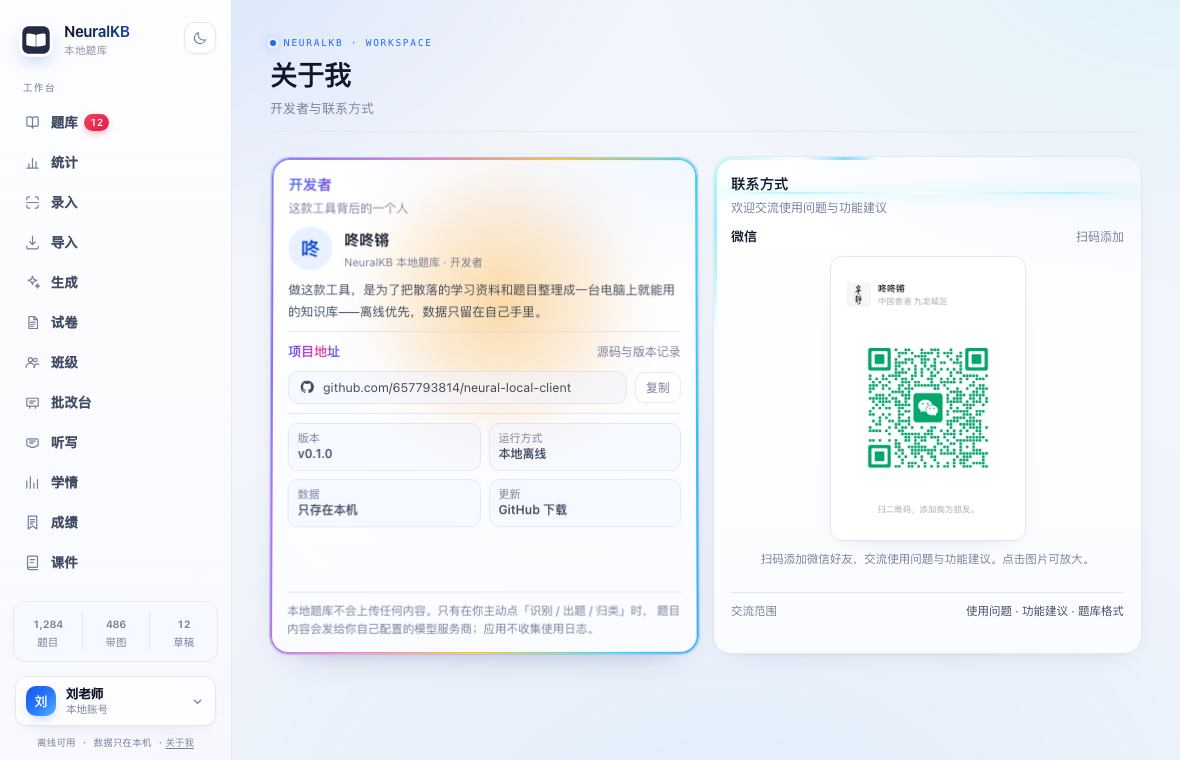 NeuralKB
本地题库
工作台
题库 12
统计
录入
导入
生成
试卷
班级
批改台
听写
学情
成绩
课件
1,284 486 12
题目 带图 草稿
刘 刘老师
本地账号
离线可用 · 数据只在本机 · 关于我
NEURALKB · WORKSPACE
关于我
开发者与联系方式
开发者
这款工具背后的一个人
咚 咚咚锵
NeuralKB 本地题库 · 开发者
做这款工具，是为了把散落的学习资料和题目整理成一台电脑上就能用
的知识库——离线优先，数据只留在自己手里。
项目地址 源码与版本记录
github.com/657793814/neural-local-client 复制
版本 运行方式
v0.1.0 本地离线
数据 更新
只存在本机 GitHub 下载
本地题库不会上传任何内容。只有在你主动点「识别 / 出题 / 归类」时， 题目
内容会发给你自己配置的模型服务商；应用不收集使用日志。
联系方式
欢迎交流使用问题与功能建议
微信 扫码添加
咚咚锵
中国香港 九龙城区
扫二维码，添加我为朋友。
扫码添加微信好友，交流使用问题与功能建议。点击图片可放大。
交流范围 使用问题 · 功能建议 · 题库格式